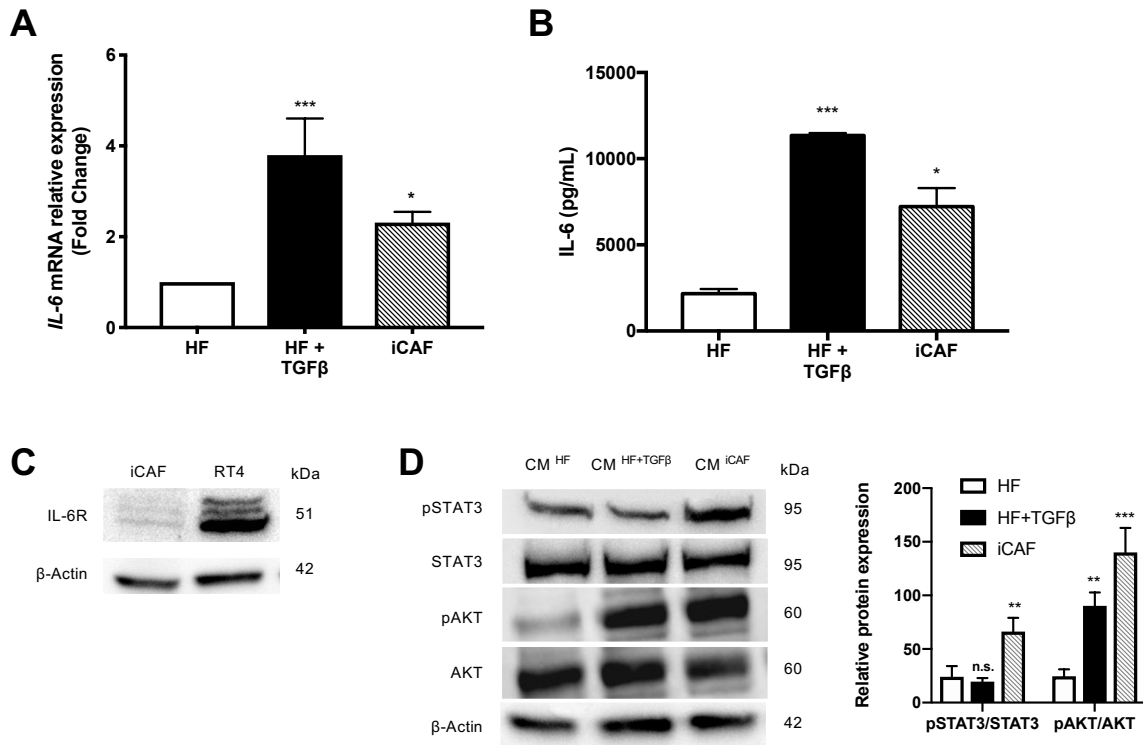 A
IL-6 mRNA relative expression
(Fold Change)
6
4
2
0
***
*
HF
HF +
TGFβ
iCAF
B
IL-6 (pg/mL)
15000
10000
5000
0
***
*
HF
HF +
TGFβ
iCAF
C
iCAF RT4 kDa
IL-6R 51
β-Actin 42
D
CM HF CM HF+TGFβ CM iCAF kDa
pSTAT3 95
STAT3 95
pAKT 60
AKT 60
β-Actin 42
Relative protein expression
200
150
100
50
0
HF
HF+TGFβ
iCAF
n.s.
**
**
***
pSTAT3/STAT3 pAKT/AKT